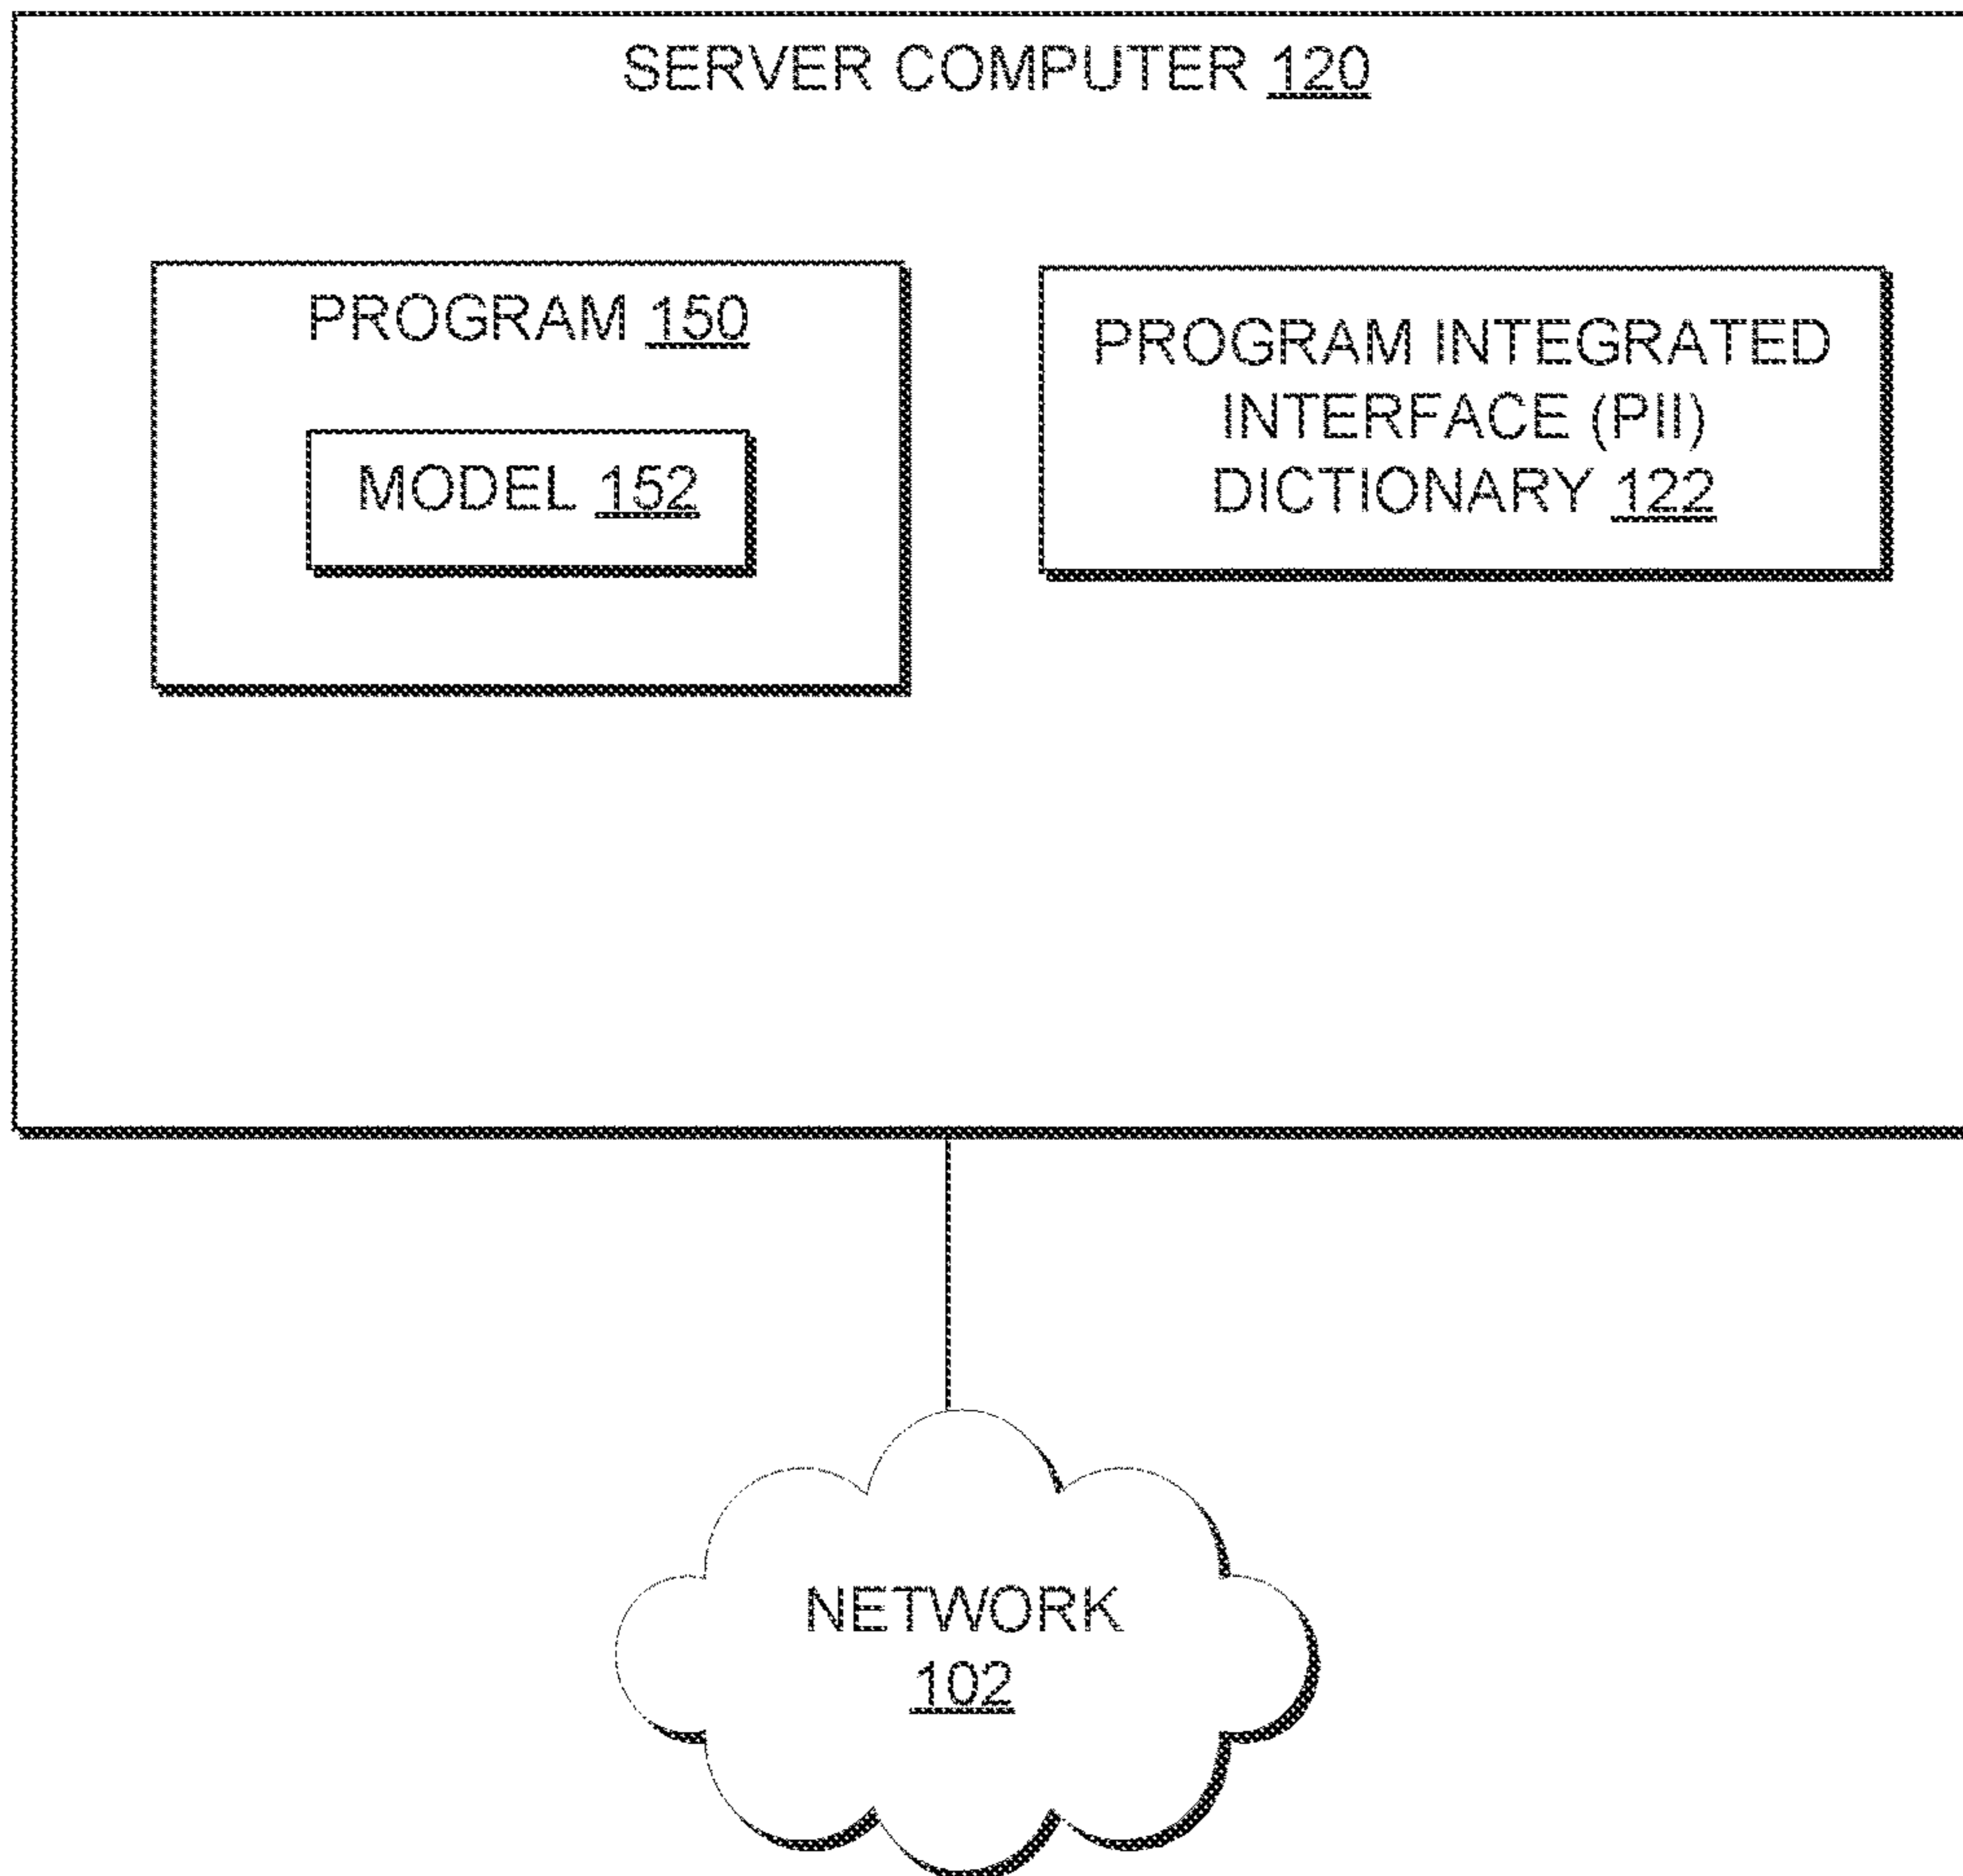 SERVER COMPUTER 120
PROGRAM 150
MODEL 152
PROGRAM INTEGRATED
INTERFACE (PII)
DICTIONARY 122
NETWORK
102